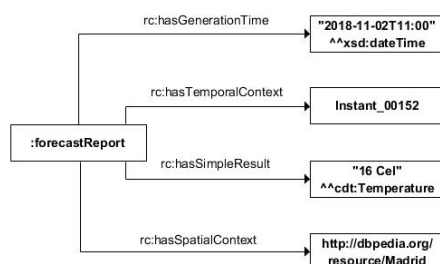 rc:hasGenerationTime
"2018-11-02T11:00"
^^xsd:dateTime
rc:hasTemporalContext
Instant_00152
:forecastReport
rc:hasSimpleResult
"16 Cel"
^^cdt:Temperature
rc:hasSpatialContext
http://dbpedia.org/
resource/Madrid